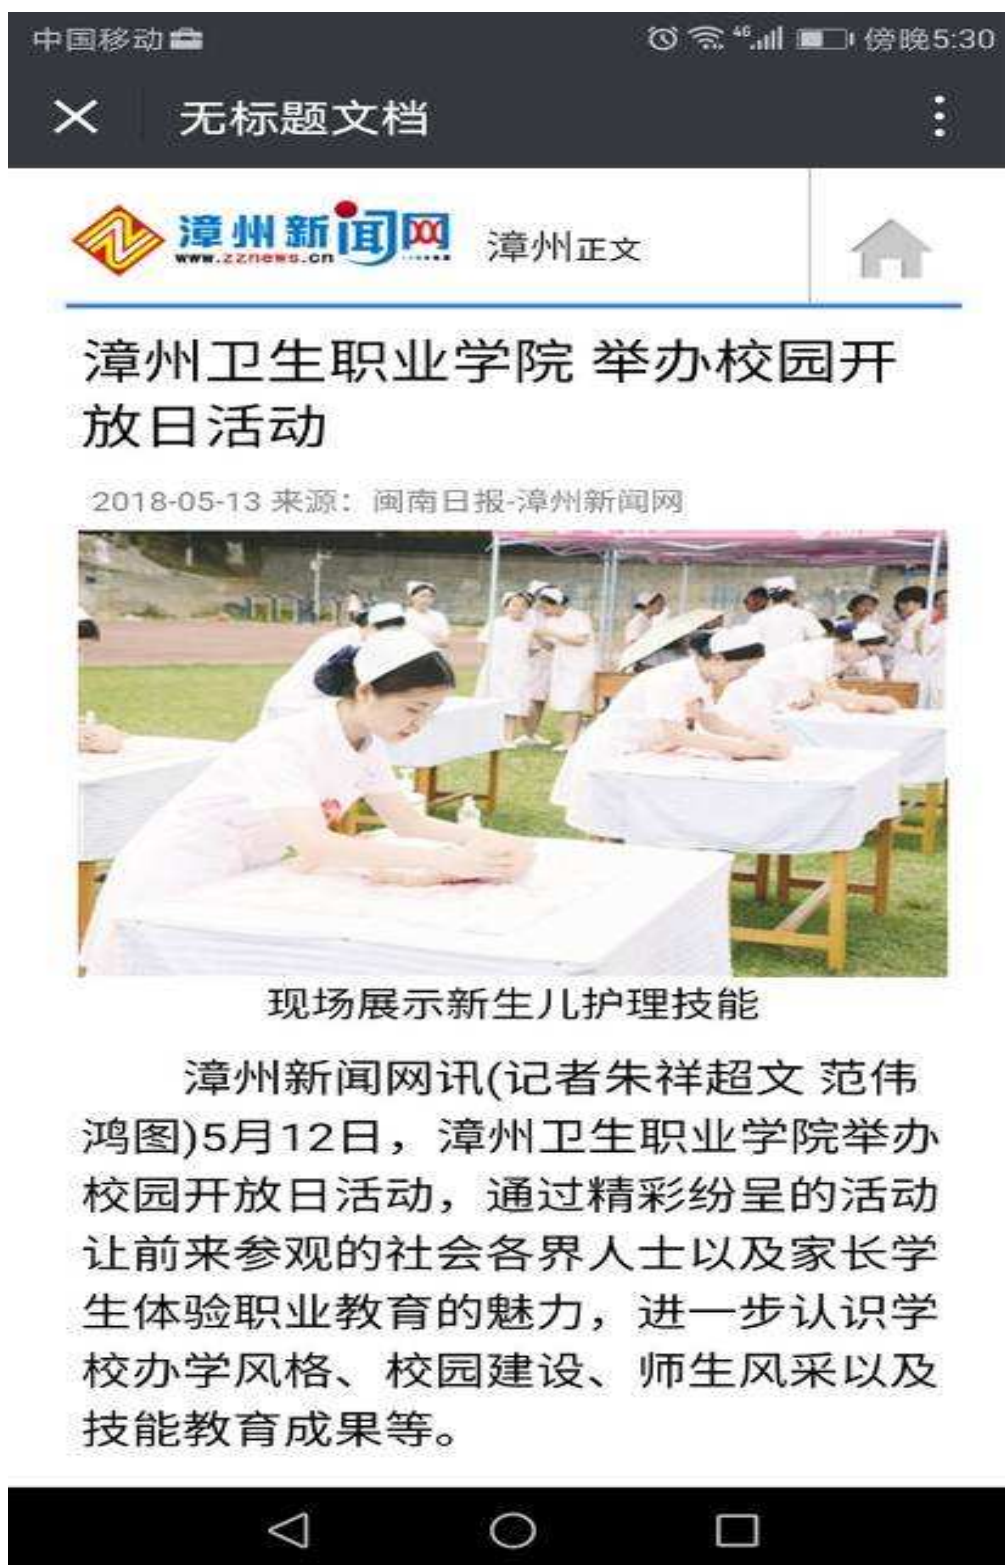 中国移动
46 傍晚5:30
无标题文档
漳州新闻网
www.zznews.cn
漳州正文
漳州卫生职业学院 举办校园开
放日活动
2018-05-13 来源：闽南日报-漳州新闻网
现场展示新生儿护理技能
漳州新闻网讯(记者朱祥超文 范伟
鸿图)5月12日，漳州卫生职业学院举办
校园开放日活动，通过精彩纷呈的活动
让前来参观的社会各界人士以及家长学
生体验职业教育的魅力，进一步认识学
校办学风格、校园建设、师生风采以及
技能教育成果等。